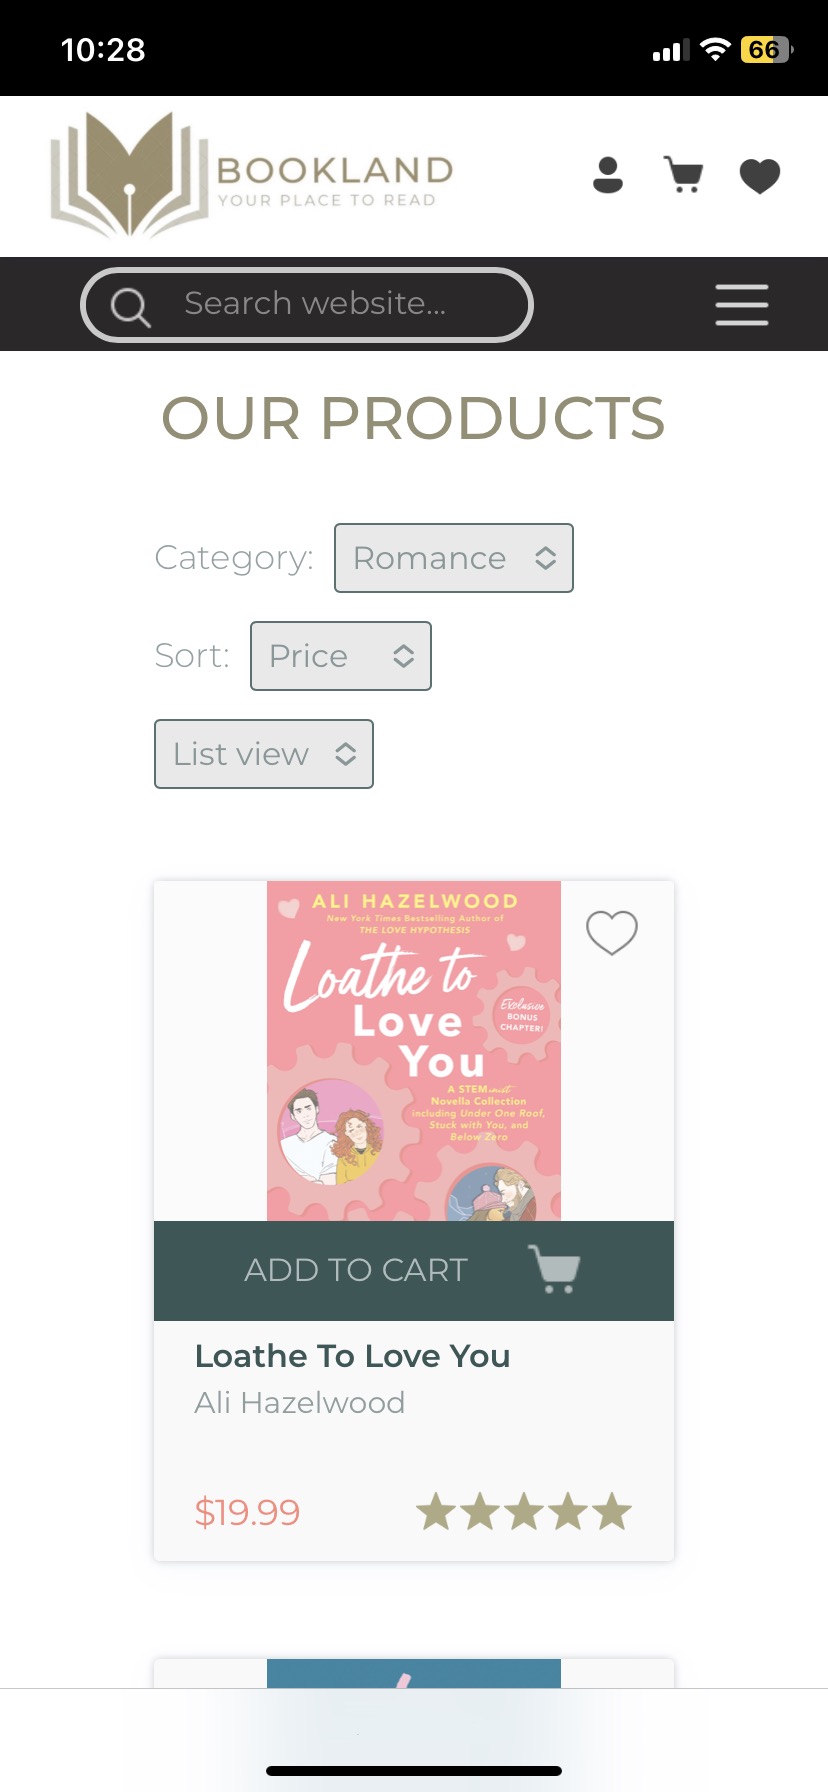 10:28
66
BOOKLAND
YOUR PLACE TO READ
Search website...
OUR PRODUCTS
Category: Romance
Sort: Price
List view
ALI HAZELWOOD
New York Times Bestselling Author of
THE LOVE HYPOTHESIS
Loathe to
Love
You
Exclusive
BONUS
CHAPTER!
A STEMinist
Novella Collection
including Under One Roof,
Stuck with You, and
Below Zero
ADD TO CART
Loathe To Love You
Ali Hazelwood
$19.99